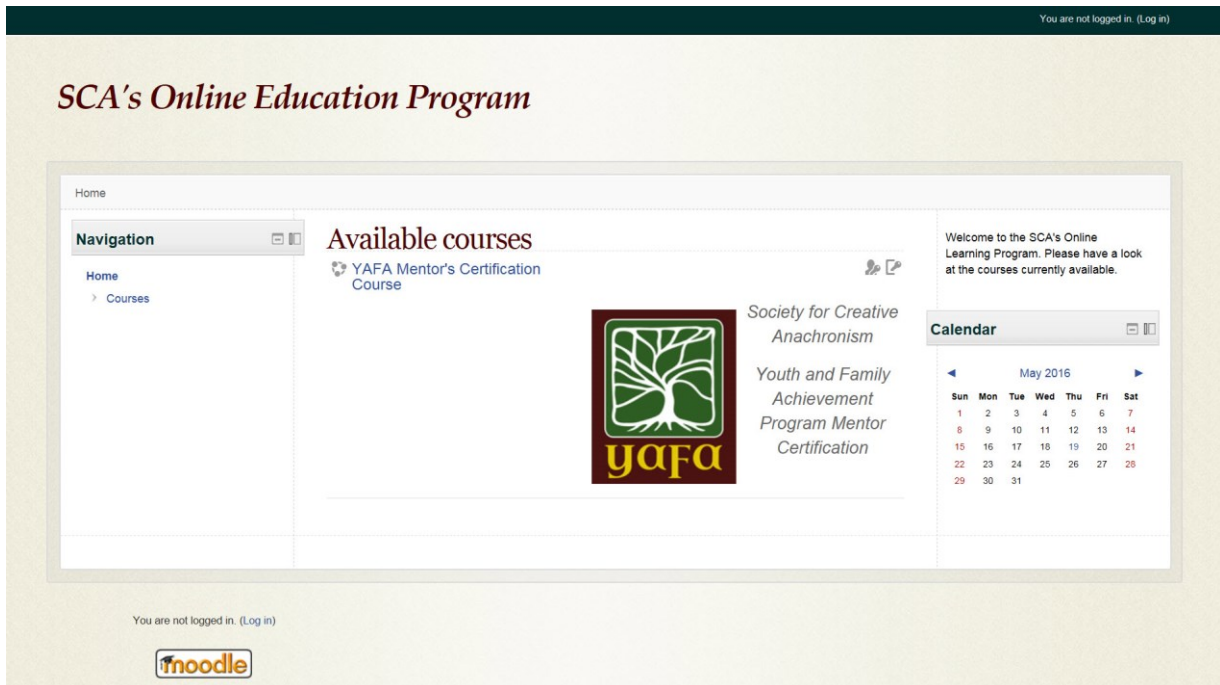 You are not logged in. (Log in)
SCA's Online Education Program
Home
Navigation
Home
Courses
Available courses
YAFA Mentor's Certification
Course
yafa
Society for Creative
Anachronism
Youth and Family
Achievement
Program Mentor
Certification
Welcome to the SCA's Online
Learning Program. Please have a look
at the courses currently available.
Calendar
◄ May 2016 ►
Sun Mon Tue Wed Thu Fri Sat
1 2 3 4 5 6 7
8 9 10 11 12 13 14
15 16 17 18 19 20 21
22 23 24 25 26 27 28
29 30 31
You are not logged in. (Log in)
moodle